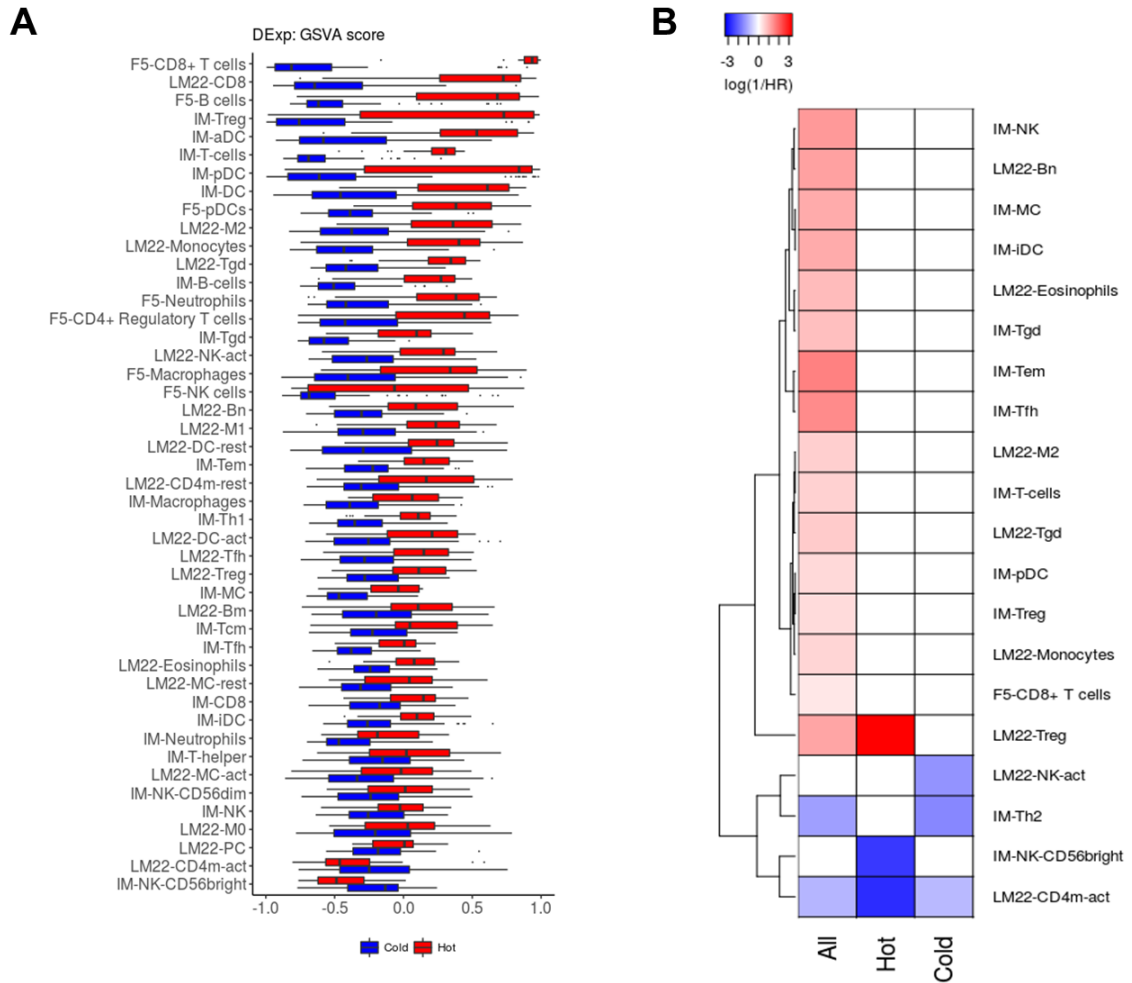 A
DExp: GSVA score
F5-CD8+ T cells
LM22-CD8
F5-B cells
IM-Treg
IM-aDC
IM-T-cells
IM-pDC
IM-DC
F5-pDCs
LM22-M2
LM22-Monocytes
LM22-Tgd
IM-B-cells
F5-Neutrophils
F5-CD4+ Regulatory T cells
IM-Tgd
LM22-NK-act
F5-Macrophages
F5-NK cells
LM22-Bn
LM22-M1
LM22-DC-rest
IM-Tem
LM22-CD4m-rest
IM-Macrophages
IM-Th1
LM22-DC-act
LM22-Tfh
LM22-Treg
IM-MC
LM22-Bm
IM-Tcm
IM-Tfh
LM22-Eosinophils
LM22-MC-rest
IM-CD8
IM-iDC
IM-Neutrophils
IM-T-helper
LM22-MC-act
IM-NK-CD56dim
IM-NK
LM22-M0
LM22-PC
LM22-CD4m-act
IM-NK-CD56bright
-1.0 -0.5 0.0 0.5 1.0
Cold Hot
B
-3 0 3
log(1/HR)
IM-NK
LM22-Bn
IM-MC
IM-iDC
LM22-Eosinophils
IM-Tgd
IM-Tem
IM-Tfh
LM22-M2
IM-T-cells
LM22-Tgd
IM-pDC
IM-Treg
LM22-Monocytes
F5-CD8+ T cells
LM22-Treg
LM22-NK-act
IM-Th2
IM-NK-CD56bright
LM22-CD4m-act
All Hot Cold